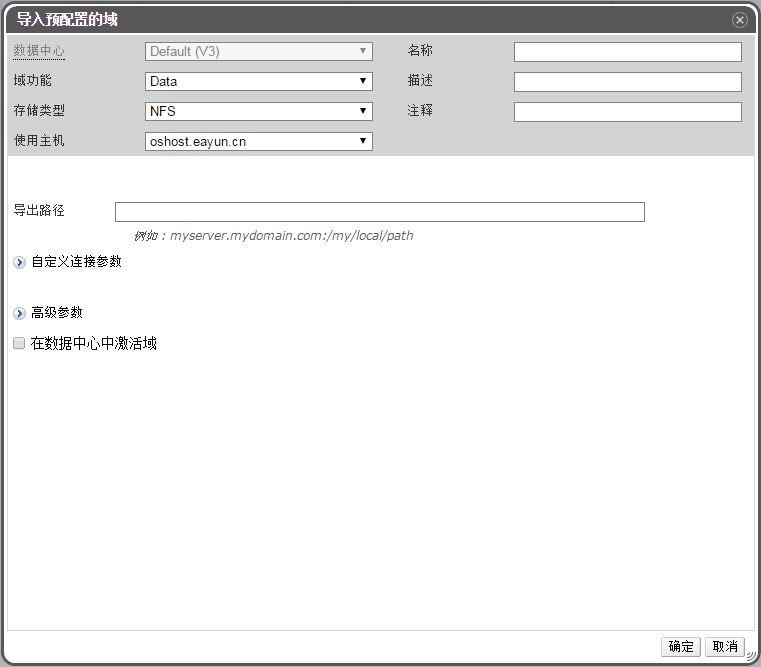 导入预配置的域
数据中心 Default (V3) 名称
域功能 Data 描述
存储类型 NFS 注释
使用主机 oshost.eayun.cn
导出路径
例如：myserver.mydomain.com:/my/local/path
自定义连接参数
高级参数
在数据中心中激活域
确定 取消